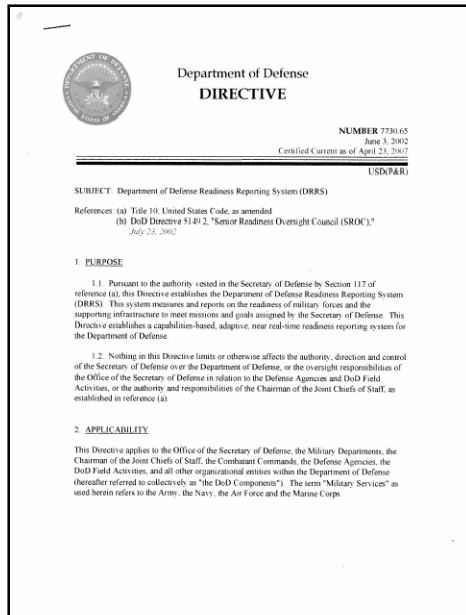 DEPARTMENT OF DEFENSE
UNITED STATES OF AMERICA
Department of Defense
DIRECTIVE
NUMBER 7730.65
June 3, 2002
Certified Current as of April 23, 2007
USD(P&R)
SUBJECT: Department of Defense Readiness Reporting System (DRRS)
References: (a) Title 10, United States Code, as amended
(b) DoD Directive 5149.2, "Senior Readiness Oversight Council (SROC),"
July 23, 2002
1. PURPOSE
1.1. Pursuant to the authority vested in the Secretary of Defense by Section 117 of
reference (a), this Directive establishes the Department of Defense Readiness Reporting System
(DRRS). This system measures and reports on the readiness of military forces and the
supporting infrastructure to meet missions and goals assigned by the Secretary of Defense. This
Directive establishes a capabilities-based, adaptive, near real-time readiness reporting system for
the Department of Defense.
1.2. Nothing in this Directive limits or otherwise affects the authority, direction and control
of the Secretary of Defense over the Department of Defense, or the oversight responsibilities of
the Office of the Secretary of Defense in relation to the Defense Agencies and DoD Field
Activities, or the authority and responsibilities of the Chairman of the Joint Chiefs of Staff, as
established in reference (a).
2. APPLICABILITY
This Directive applies to the Office of the Secretary of Defense, the Military Departments, the
Chairman of the Joint Chiefs of Staff, the Combatant Commands, the Defense Agencies, the
DoD Field Activities, and all other organizational entities within the Department of Defense
(hereafter referred to collectively as "the DoD Components"). The term "Military Services" as
used herein refers to the Army, the Navy, the Air Force and the Marine Corps.